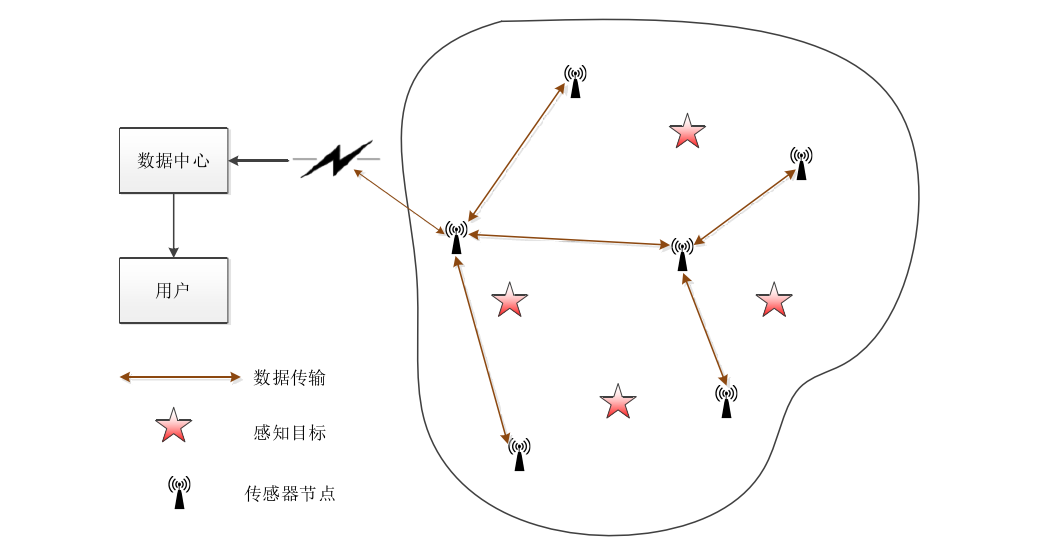 数据中心
用户
数据传输
感知目标
传感器节点